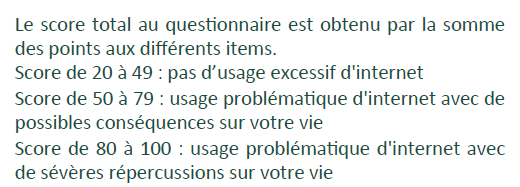 Le score total au questionnaire est obtenu par la somme
des points aux différents items.
Score de 20 à 49 : pas d’usage excessif d'internet
Score de 50 à 79 : usage problématique d'internet avec de
possibles conséquences sur votre vie
Score de 80 à 100 : usage problématique d'internet avec
de sévères répercussions sur votre vie